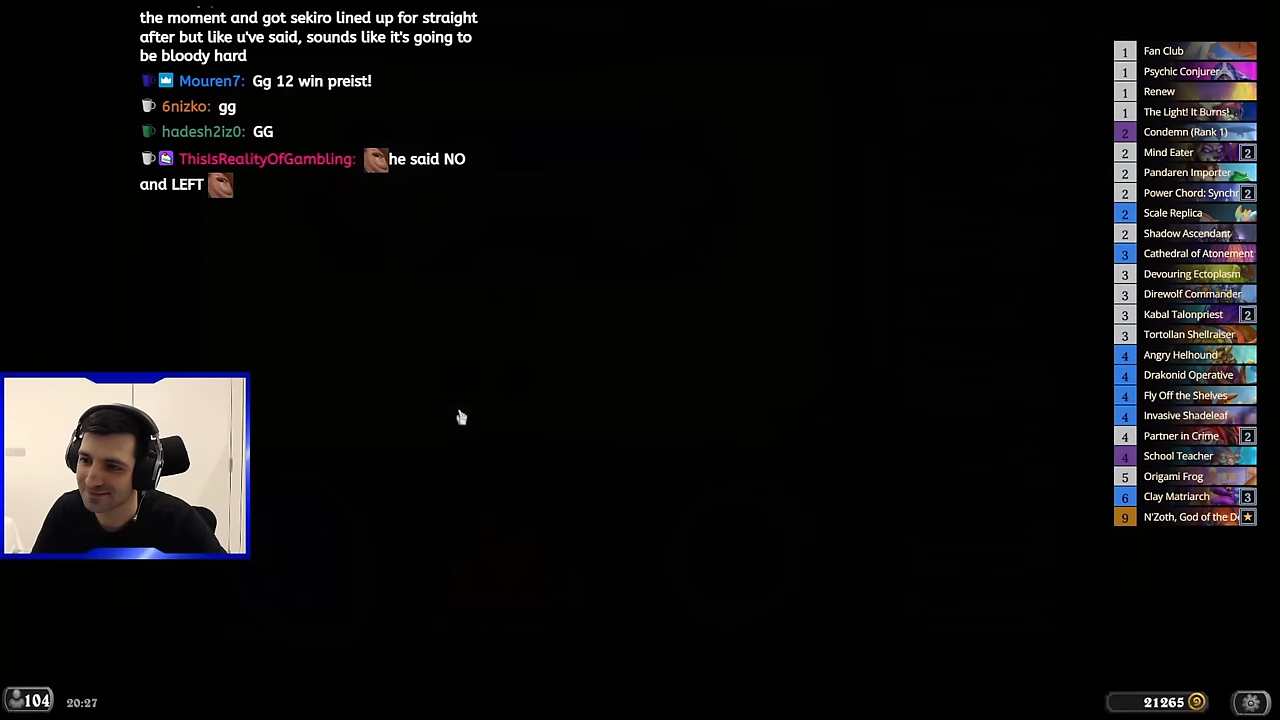 the moment and got sekiro lined up for straight
after but like u've said, sounds like it's going to
be bloody hard
Mouren7: Gg 12 win preist!
6nizko: gg
hadesh2iz0: GG
ThisIsRealityOfGambling: he said NO
and LEFT
1 Fan Club
1 Psychic Conjurer
1 Renew
1 The Light! It Burns!
2 Condemn (Rank 1)
2 Mind Eater 2
2 Pandaren Importer
2 Power Chord: Synchr 2
2 Scale Replica
2 Shadow Ascendant
3 Cathedral of Atonement
3 Devouring Ectoplasm
3 Direwolf Commander
3 Kabal Talonpriest 2
3 Tortollan Shellraiser
4 Angry Helhound
4 Drakonid Operative
4 Fly Off the Shelves
4 Invasive Shadeleaf
4 Partner in Crime 2
4 School Teacher
5 Origami Frog
6 Clay Matriarch 3
9 N'Zoth, God of the D
104 20:27
21265